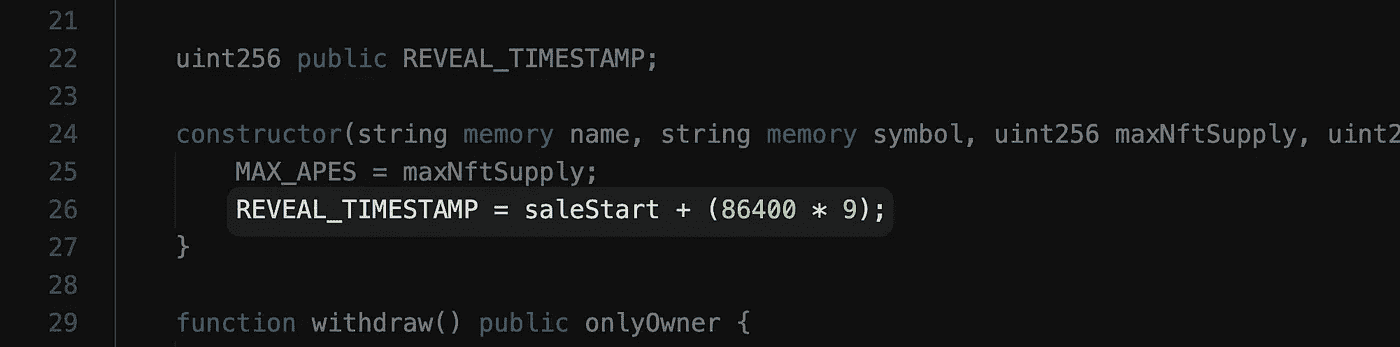 21
22 uint256 public REVEAL_TIMESTAMP;
23
24 constructor(string memory name, string memory symbol, uint256 maxNftSupply, uint2
25 MAX_APES = maxNftSupply;
26 REVEAL_TIMESTAMP = saleStart + (86400 * 9);
27 }
28
29 function withdraw() public onlyOwner {